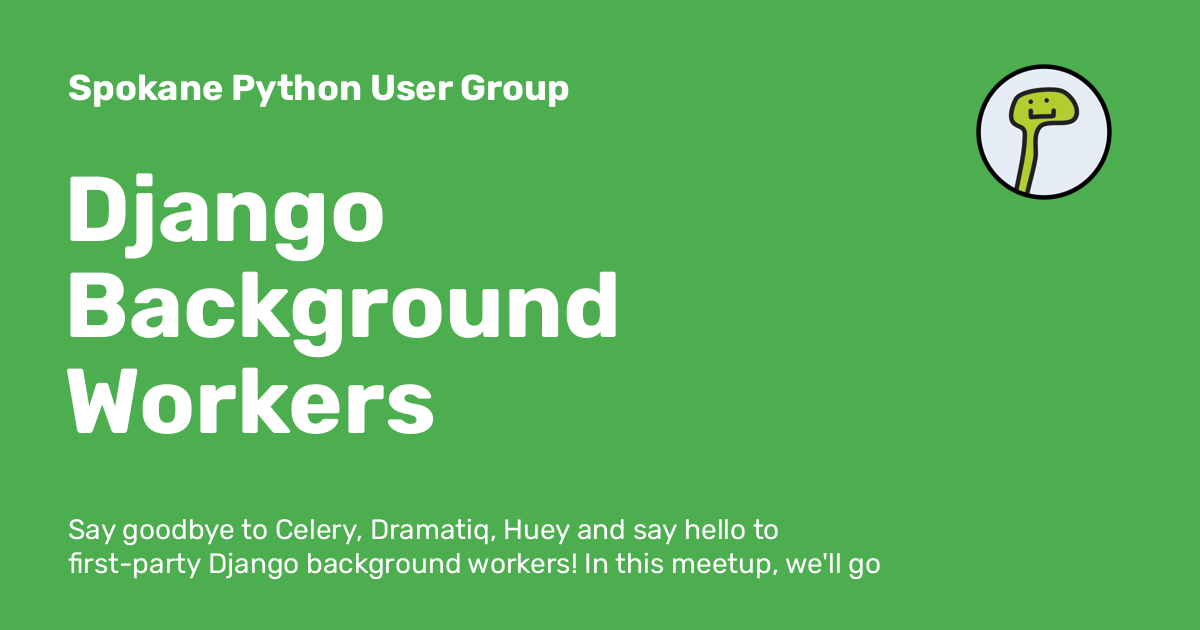 Spokane Python User Group
Django
Background
Workers
Say goodbye to Celery, Dramatiq, Huey and say hello to
first-party Django background workers! In this meetup, we'll go